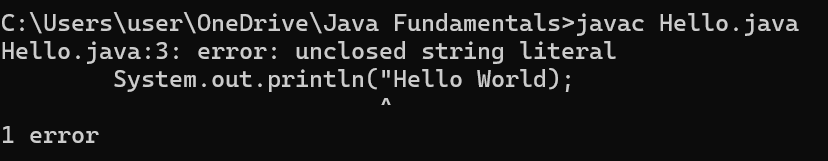 C:\Users\user\OneDrive\Java Fundamentals>javac Hello.java
Hello.java:3: error: unclosed string literal
        System.out.println("Hello World);
                           ^
1 error